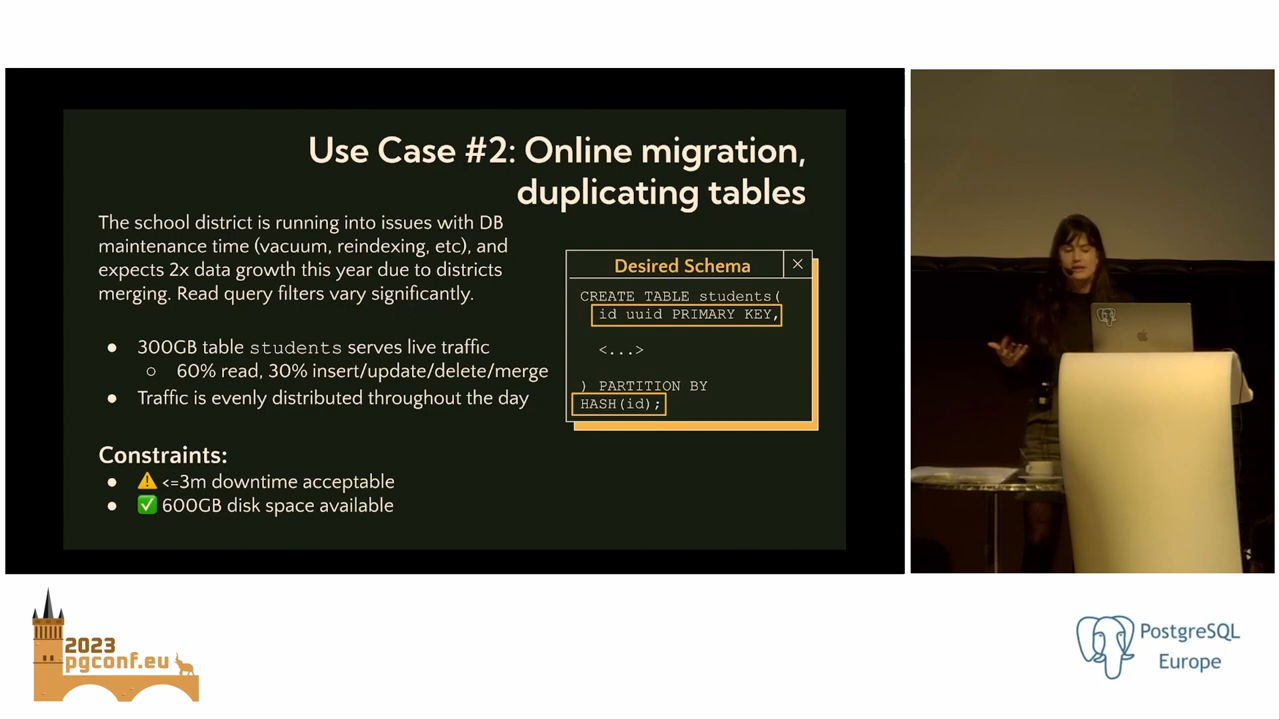 Use Case #2: Online migration,
duplicating tables
The school district is running into issues with DB
maintenance time (vacuum, reindexing, etc), and
expects 2x data growth this year due to districts
merging. Read query filters vary significantly.
● 300GB table students serves live traffic
○ 60% read, 30% insert/update/delete/merge
● Traffic is evenly distributed throughout the day
Constraints:
● ⚠️ <=3m downtime acceptable
● ✅ 600GB disk space available
Desired Schema
CREATE TABLE students(
id uuid PRIMARY KEY,
<...>
) PARTITION BY
HASH(id);
2023
pgconf.eu
PostgreSQL
Europe